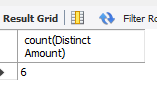 Result Grid Filter Ro
count(Distinct
Amount)
6